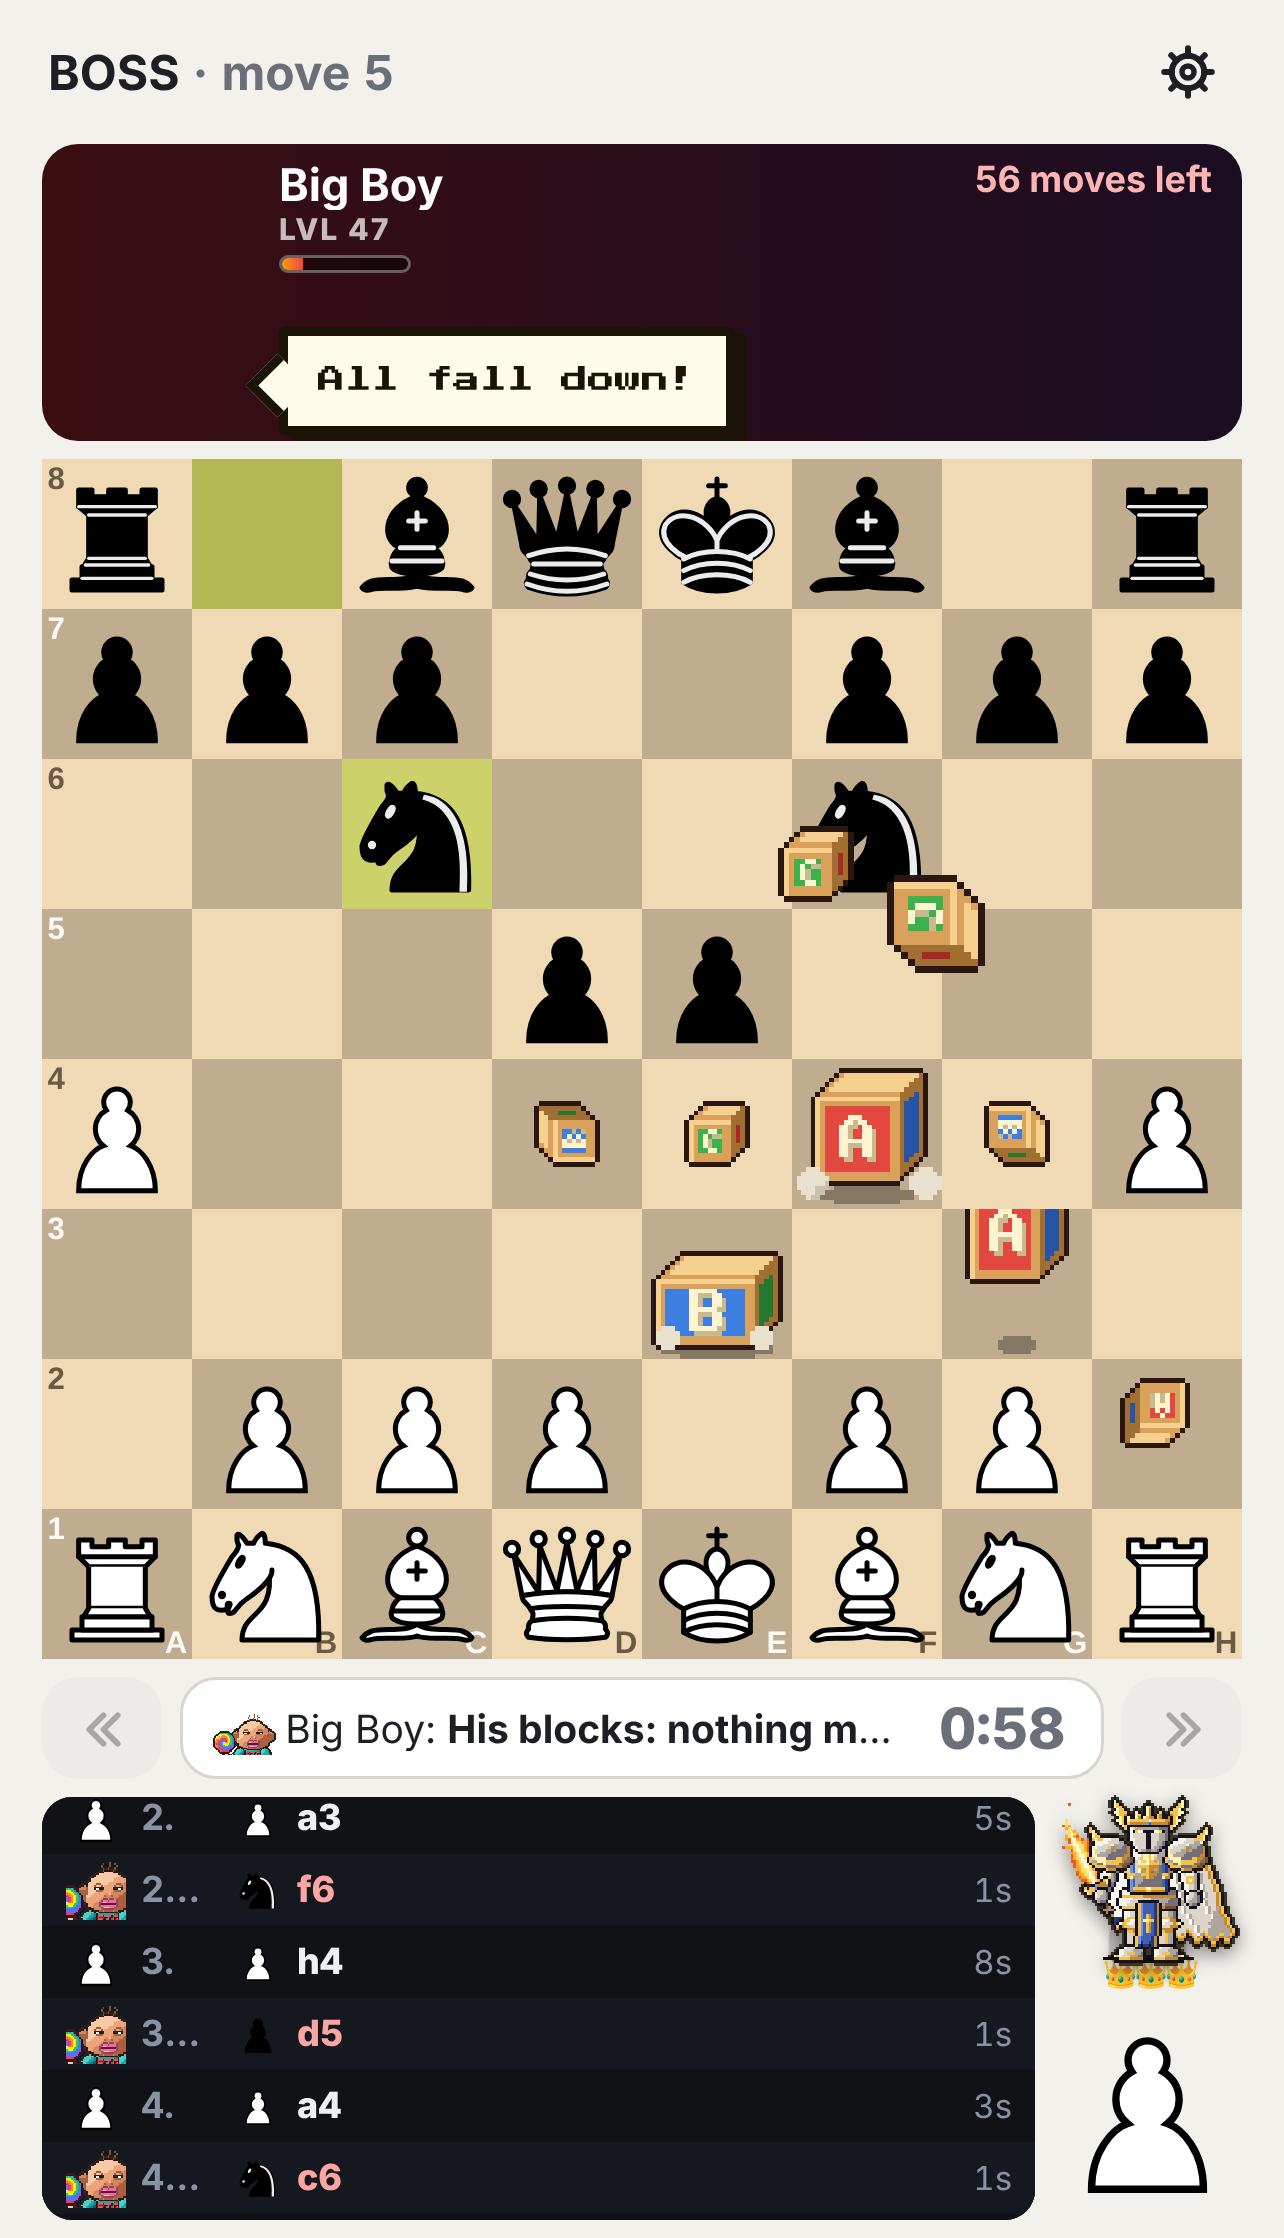 BOSS · move 5
Big Boy
56 moves left
LVL 47
All fall down!
8
7
6
5
4
A
3
A
B
2
A
1
A B C D E F G H
Big Boy: His blocks: nothing m... 0:58
2. a3 5s
2... f6 1s
3. h4 8s
3... d5 1s
4. a4 3s
4... c6 1s